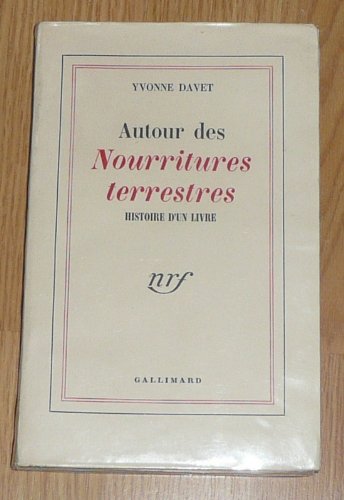 YVONNE DAVET
Autour des
Nourritures
terrestres
HISTOIRE D'UN LIVRE
nrf
GALLIMARD